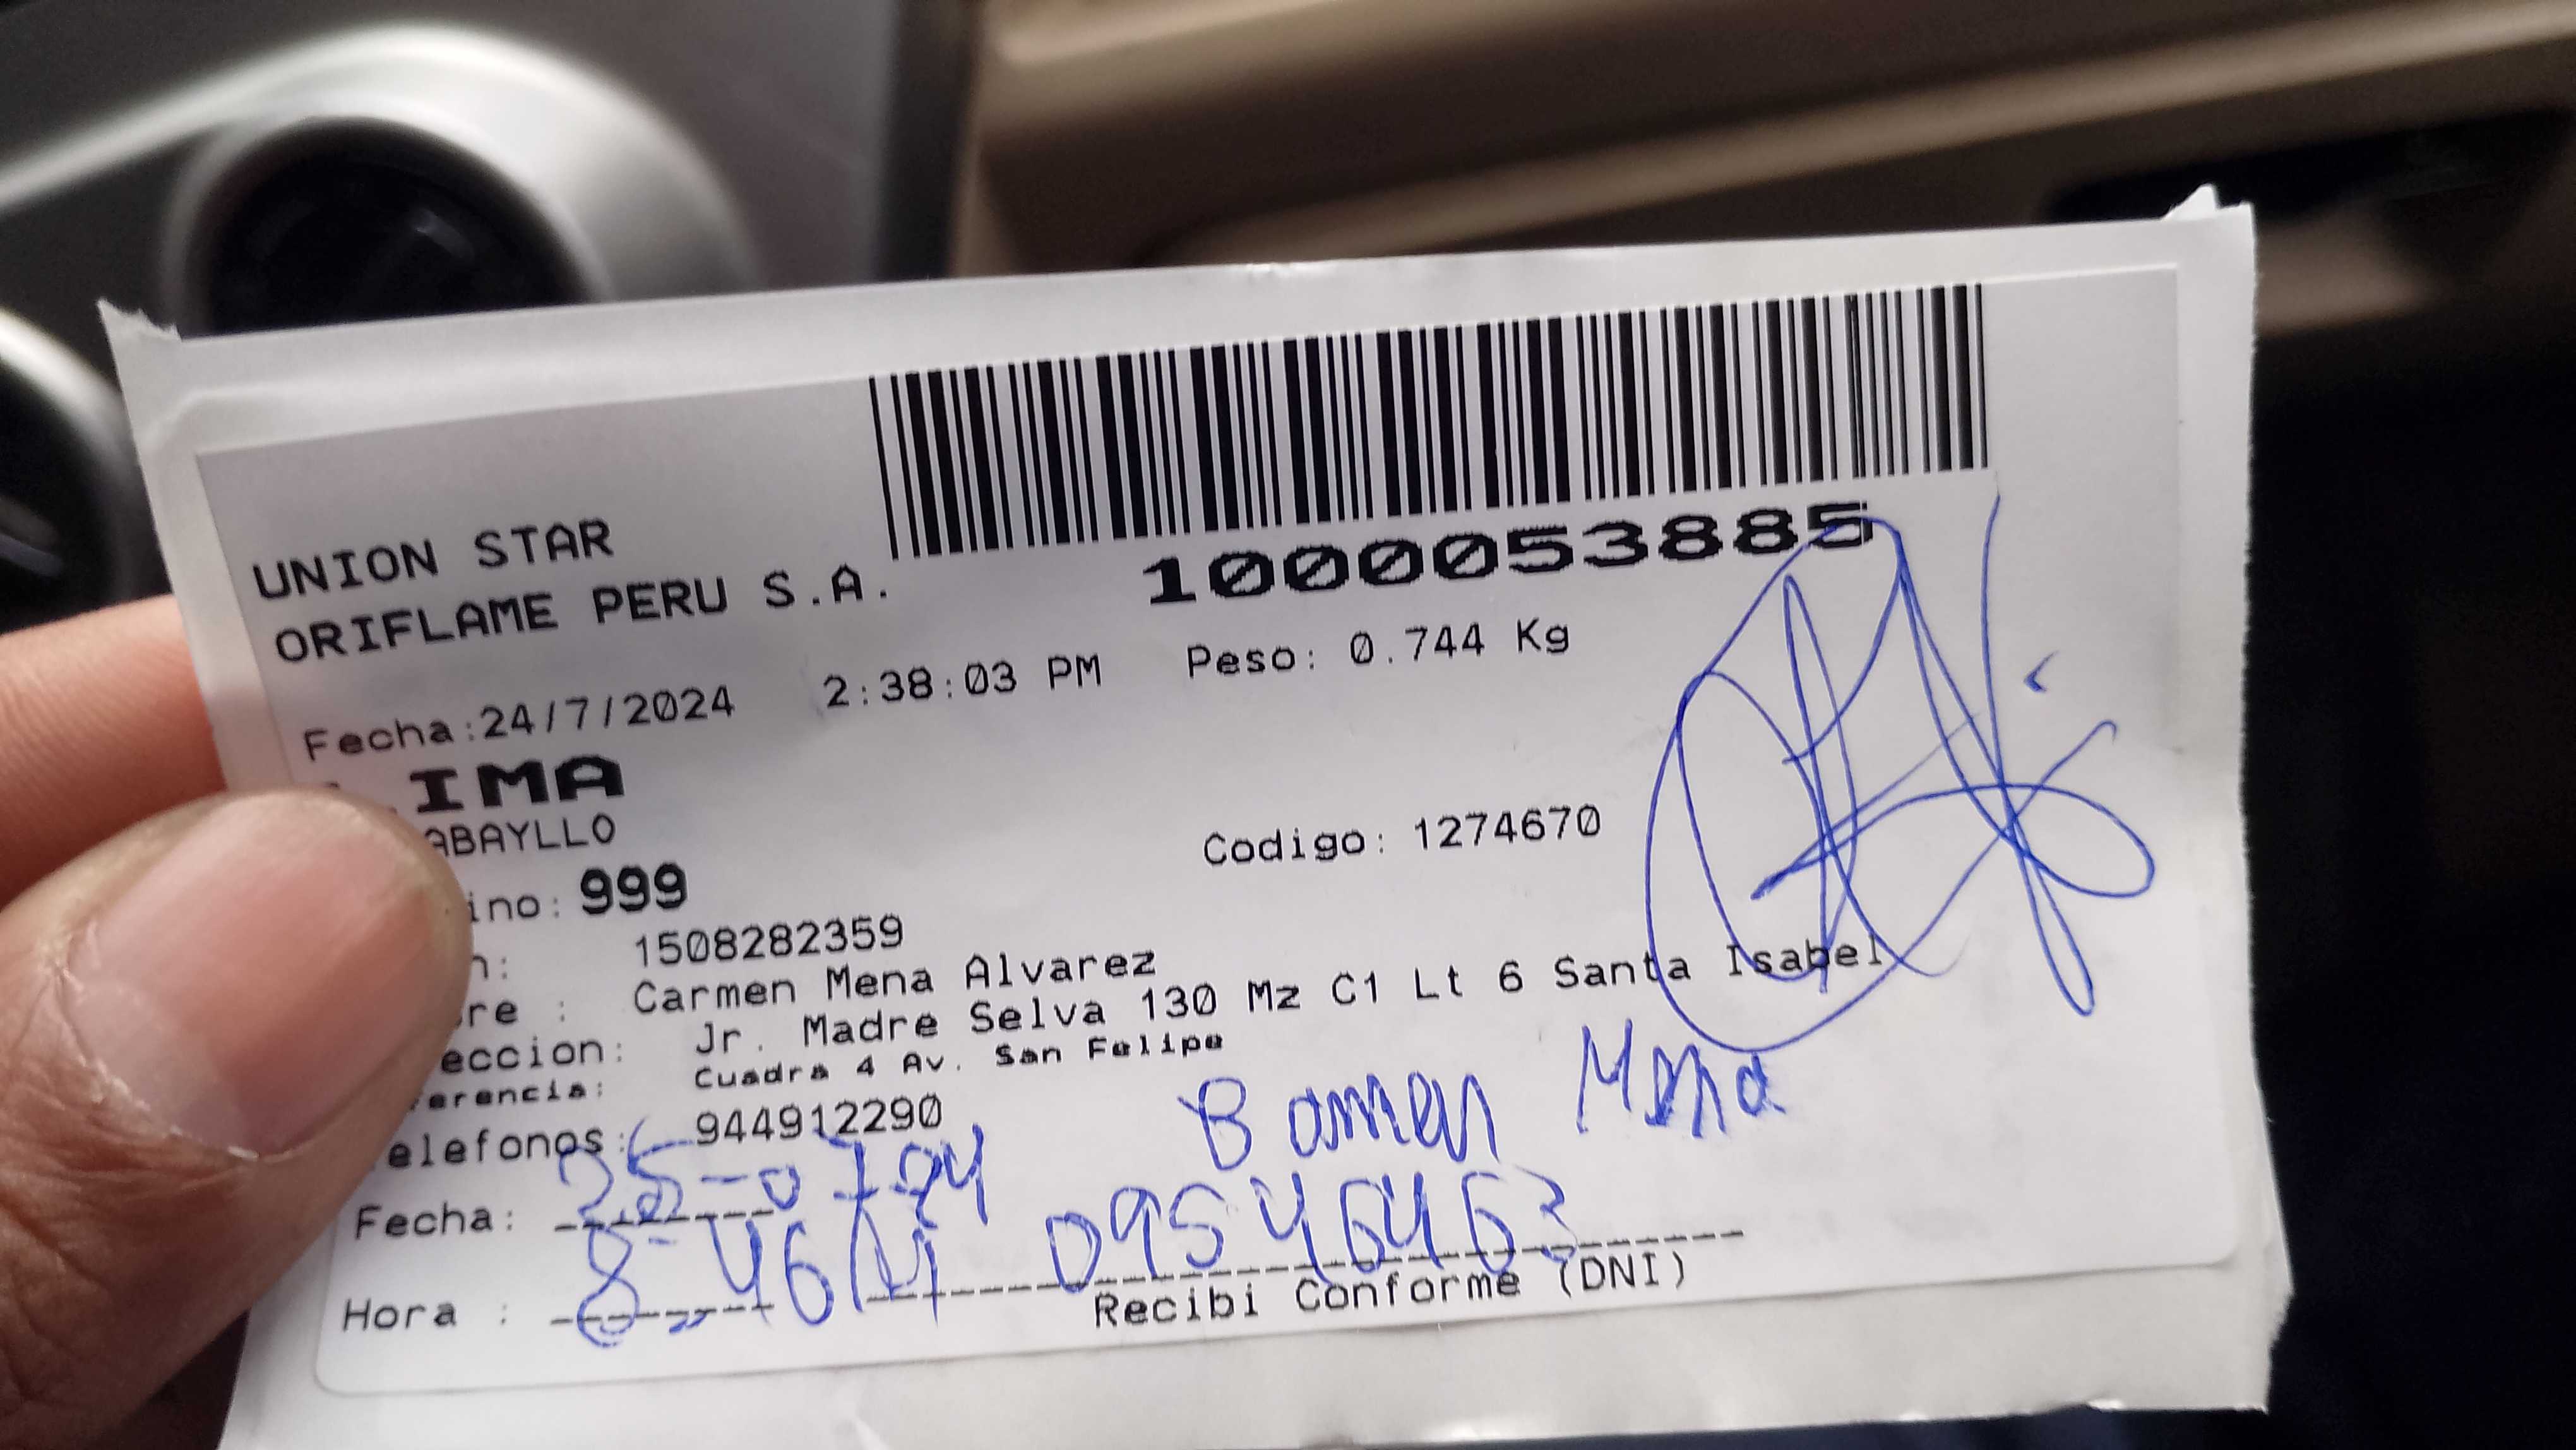 UNION STAR
ORIFLAME PERU S.A.
1000053885
Fecha:24/7/2024 2:38:03 PM Peso: 0.744 Kg
IMA
ABAYLLO
Codigo: 1274670
ino: 999
n: 1508282359
re : Carmen Mena Alvarez
eccion: Jr. Madre Selva 130 Mz C1 Lt 6 Santa Isabel
erencia: Cuadra 4 Av. San Felipe
elefonos: 944912290
Mena
Fecha: 25-07-24
Hora : 8-46 09546463
Recibi Conforme (DNI)